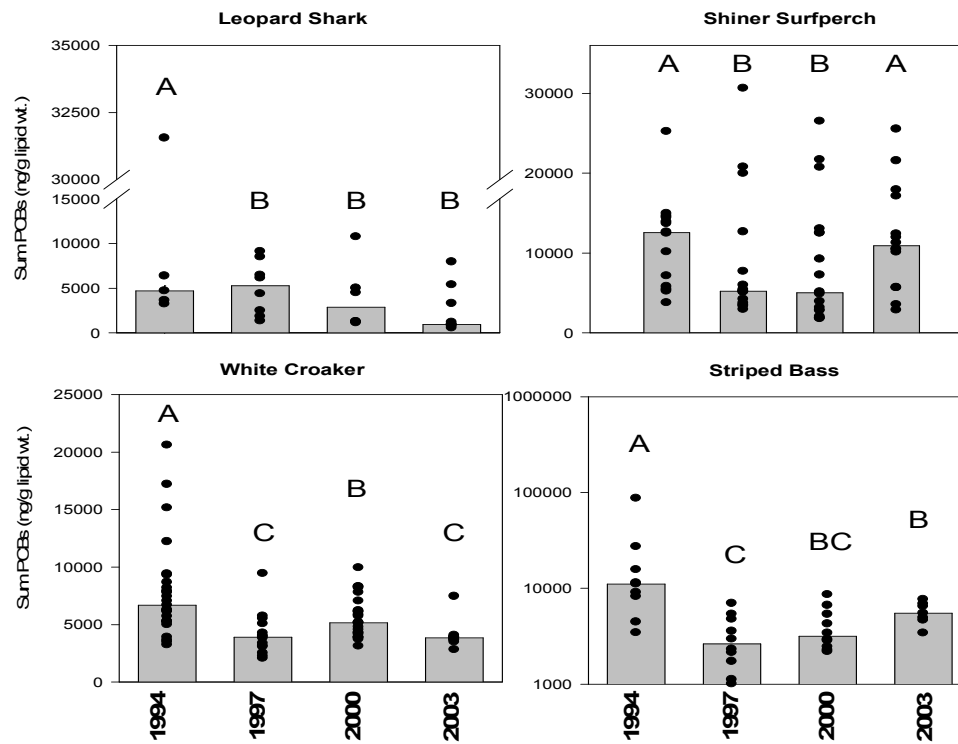 Leopard Shark
Shiner Surfperch
Sum PCBs (ng/g lipid wt.)
35000
32500
30000
15000
10000
5000
0
A
B
B
B
30000
20000
10000
0
A
B
B
A
White Croaker
Striped Bass
Sum PCBs (ng/g lipid wt.)
25000
20000
15000
10000
5000
0
A
C
B
C
1994
1997
2000
2003
1000000
100000
10000
1000
A
C
BC
B
1994
1997
2000
2003